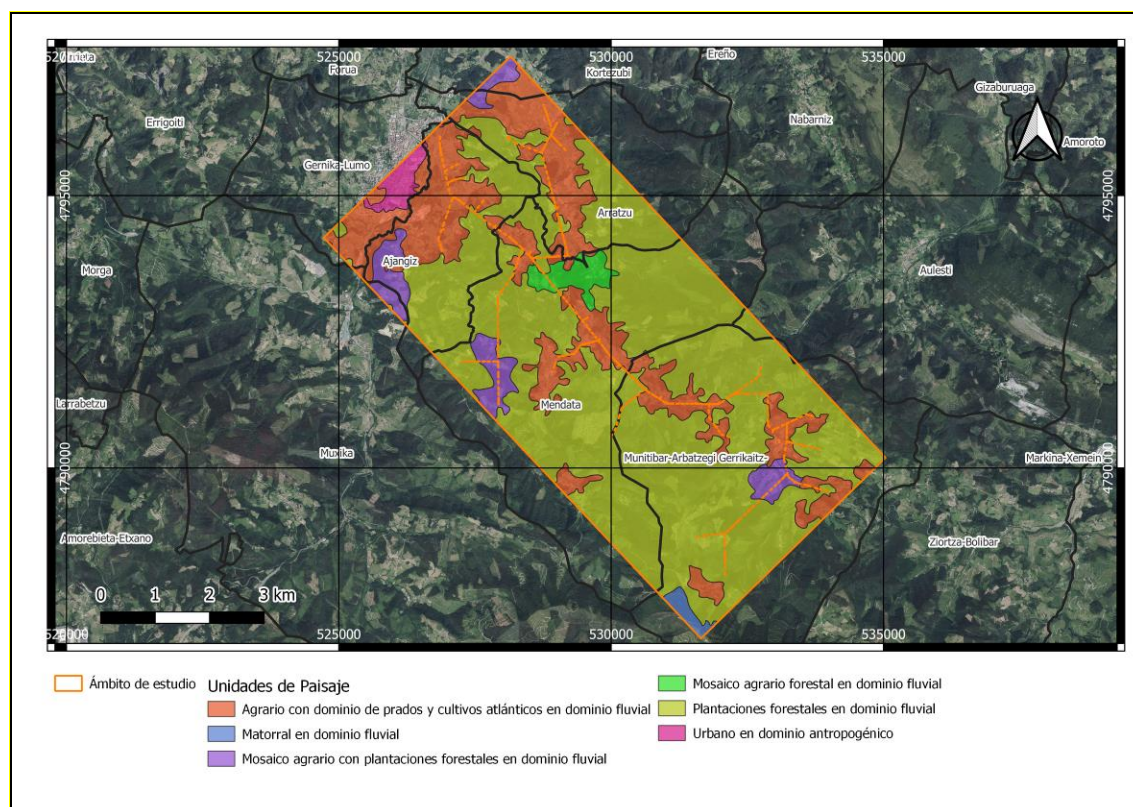 520000
525000
530000
535000
Forua
Kortezubi
Ereño
Gizaburuaga
Errigoiti
Nabarniz
Amoroto
Gernika-Lumo
4795000
4795000
Arratzu
Morga
Ajangiz
Aulesti
Larrabetzu
Mendata
Muxika
Munitibar-Arbatzegi Gerrikaitz-
Markina-Xemein
4790000
4790000
Amorebieta-Etxano
Ziortza-Bolibar
0 1 2 3 km
520000
525000
530000
535000
Ámbito de estudio
Unidades de Paisaje
Agrario con dominio de prados y cultivos atlánticos en dominio fluvial
Matorral en dominio fluvial
Mosaico agrario con plantaciones forestales en dominio fluvial
Mosaico agrario forestal en dominio fluvial
Plantaciones forestales en dominio fluvial
Urbano en dominio antropogénico